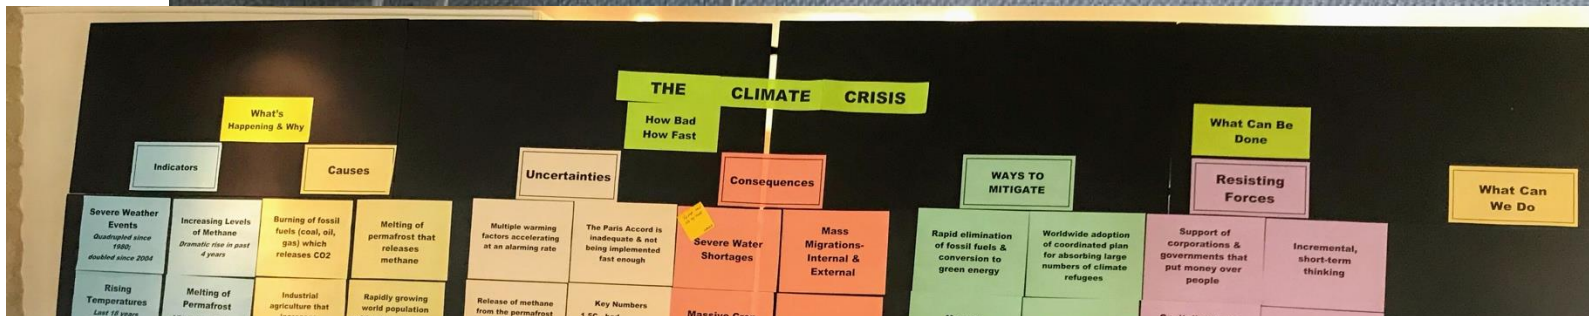 THE CLIMATE CRISIS
What's
Happening & Why
How Bad
How Fast
What Can Be
Done
Indicators
Causes
Uncertainties
Consequences
WAYS TO
MITIGATE
Resisting
Forces
What Can
We Do
Severe Weather
Events
Quadrupled since
1980;
doubled since 2004
Increasing Levels
of Methane
Dramatic rise in past
4 years
Burning of fossil
fuels (coal, oil,
gas) which
releases CO2
Melting of
permafrost that
releases
methane
Multiple warming
factors accelerating
at an alarming rate
The Paris Accord is
inadequate & not
being implemented
fast enough
Severe Water
Shortages
Mass
Migrations-
Internal &
External
Rapid elimination
of fossil fuels &
conversion to
green energy
Worldwide adoption
of coordinated plan
for absorbing large
numbers of climate
refugees
Support of
corporations &
governments that
put money over
people
Incremental,
short-term
thinking
Rising
Temperatures
Last 18 years
Melting of
Permafrost
Industrial
agriculture that
Rapidly growing
world population
Release of methane
from the permafrost
Key Numbers
Massive